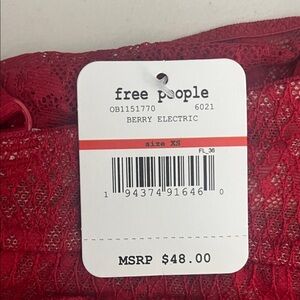 free people
OB1151770 6021
BERRY ELECTRIC
size XS
FL_36
1 94374 91646 0
MSRP $48.00